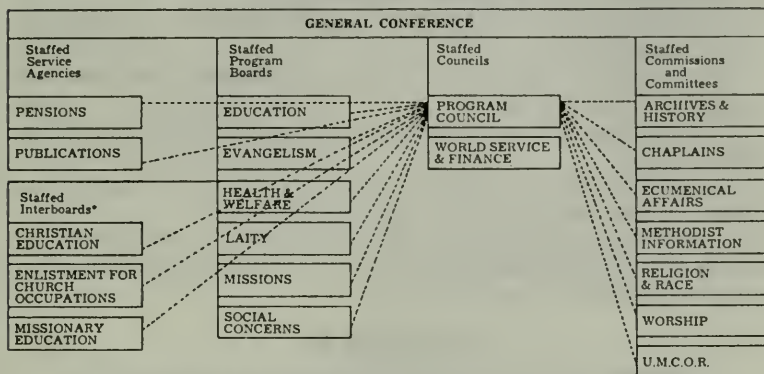 GENERAL CONFERENCE
Staffed
Service
Agencies
PENSIONS
PUBLICATIONS
Staffed
Interboards*
CHRISTIAN
EDUCATION
ENLISTMENT FOR
CHURCH
OCCUPATIONS
MISSIONARY
EDUCATION
Staffed
Program
Boards
EDUCATION
EVANGELISM
HEALTH &
WELFARE
LAITY
MISSIONS
SOCIAL
CONCERNS
Staffed
Councils
PROGRAM
COUNCIL
WORLD SERVICE
& FINANCE
Staffed
Commissions
and
Committees
ARCHIVES &
HISTORY
CHAPLAINS
ECUMENICAL
AFFAIRS
METHODIST
INFORMATION
RELIGION
& RACE
WORSHIP
U.M.C.O.R.